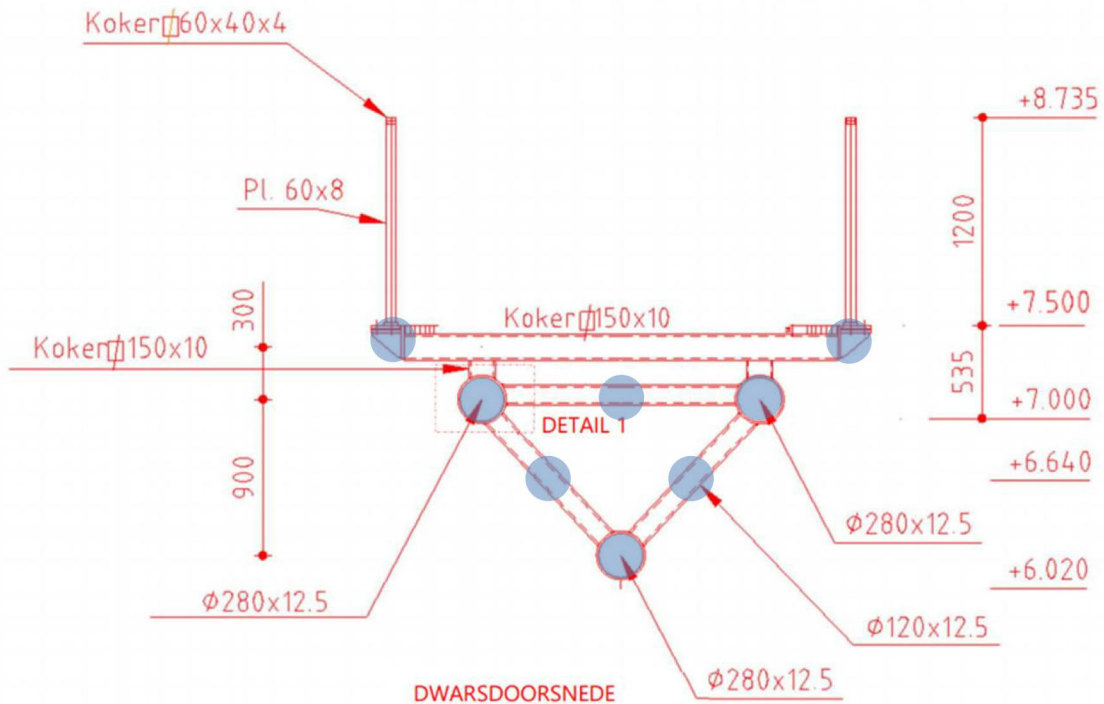 Koker□60x40x4
+8.735
Pl. 60x8
1200
300
+7.500
Koker□150x10
Koker□150x10
535
+7.000
DETAIL 1
900
+6.640
Φ280x12.5
+6.020
Φ280x12.5
Φ120x12.5
Φ280x12.5
DWARSDOORSNEDE